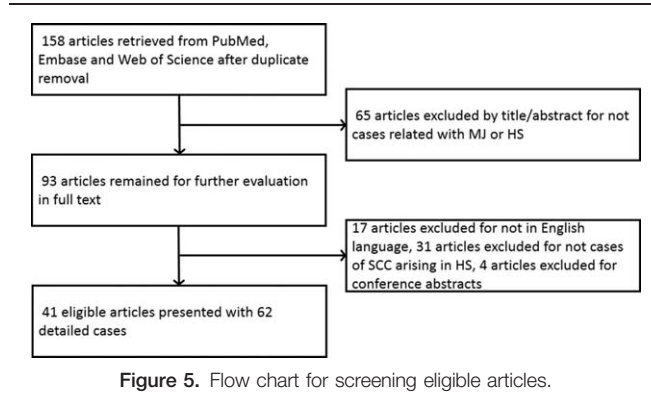 158 articles retrieved from PubMed,
Embase and Web of Science after duplicate
removal
65 articles excluded by title/abstract for not
cases related with MJ or HS
93 articles remained for further evaluation
in full text
17 articles excluded for not in English
language, 31 articles excluded for not cases
of SCC arising in HS, 4 articles excluded for
conference abstracts
41 eligible articles presented with 62
detailed cases
Figure 5. Flow chart for screening eligible articles.